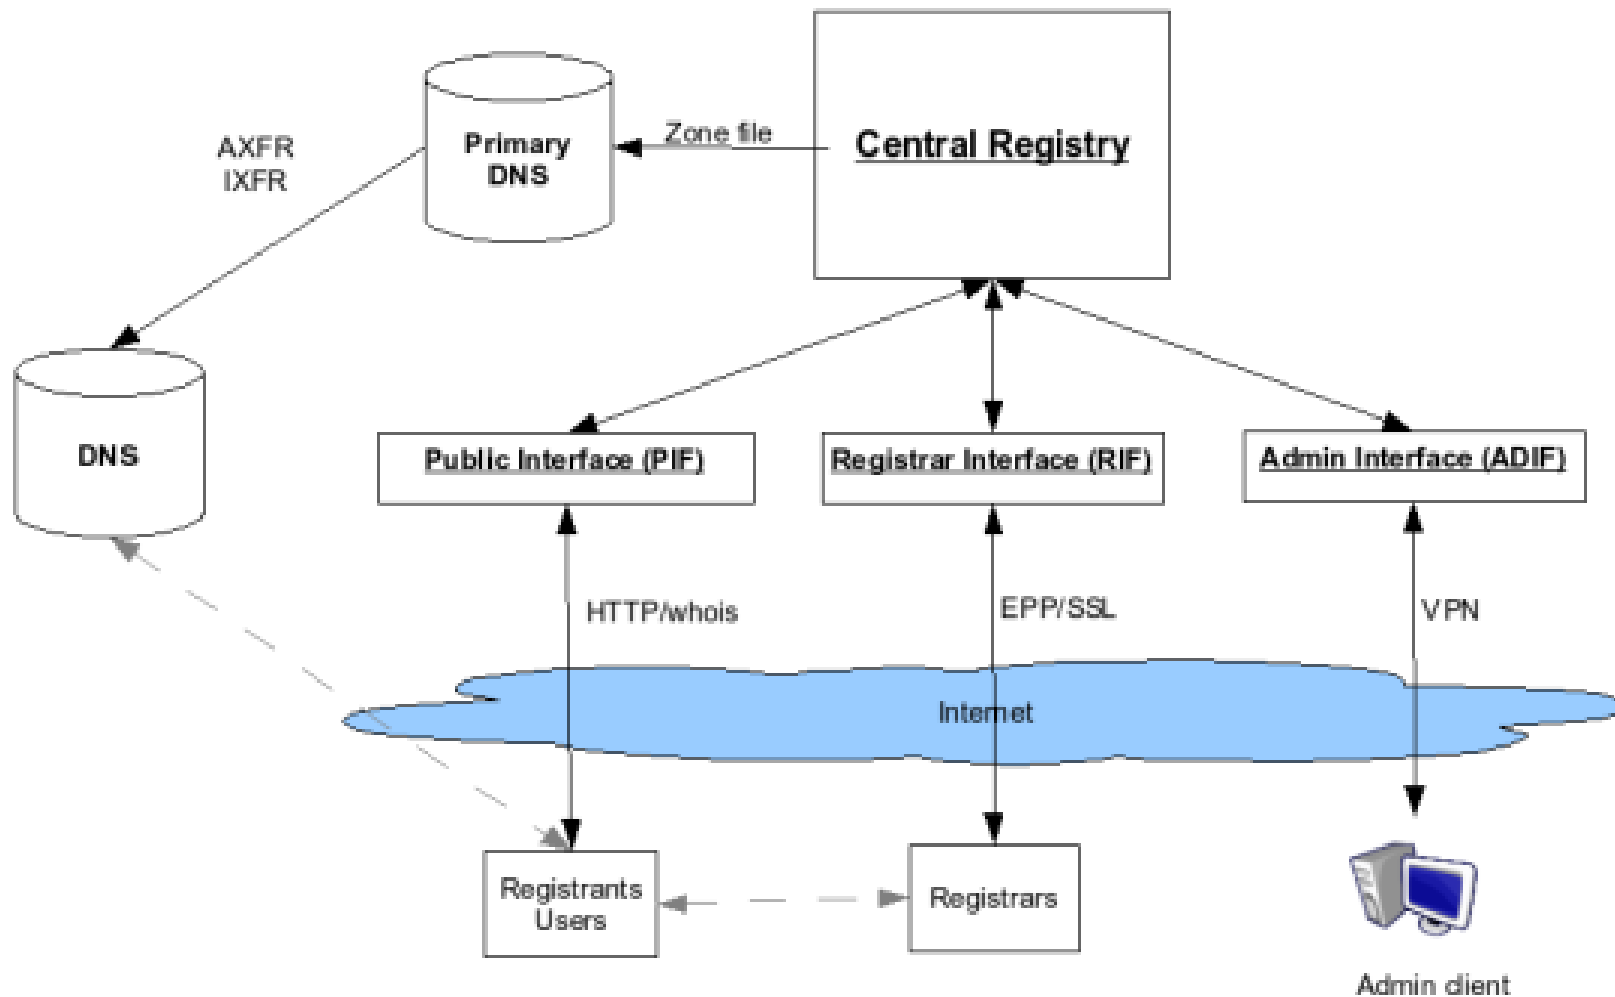 Central Registry
Zone file
Primary
DNS
AXFR
IXFR
DNS
Public Interface (PIF)
Registrar Interface (RIF)
Admin Interface (ADIF)
HTTP/whois
EPP/SSL
VPN
Internet
Registrants
Users
Registrars
Admin client